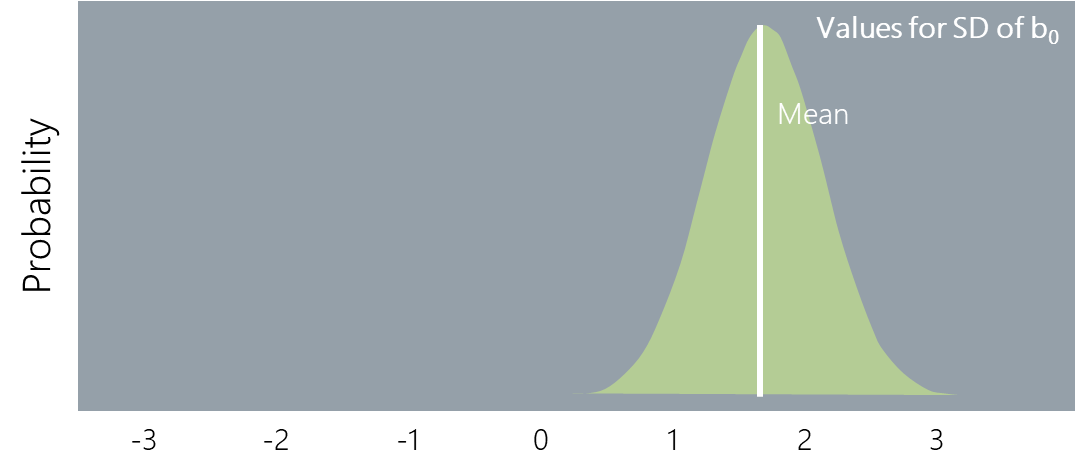 Values for SD of b₀
Mean
Probability
-3 -2 -1 0 1 2 3